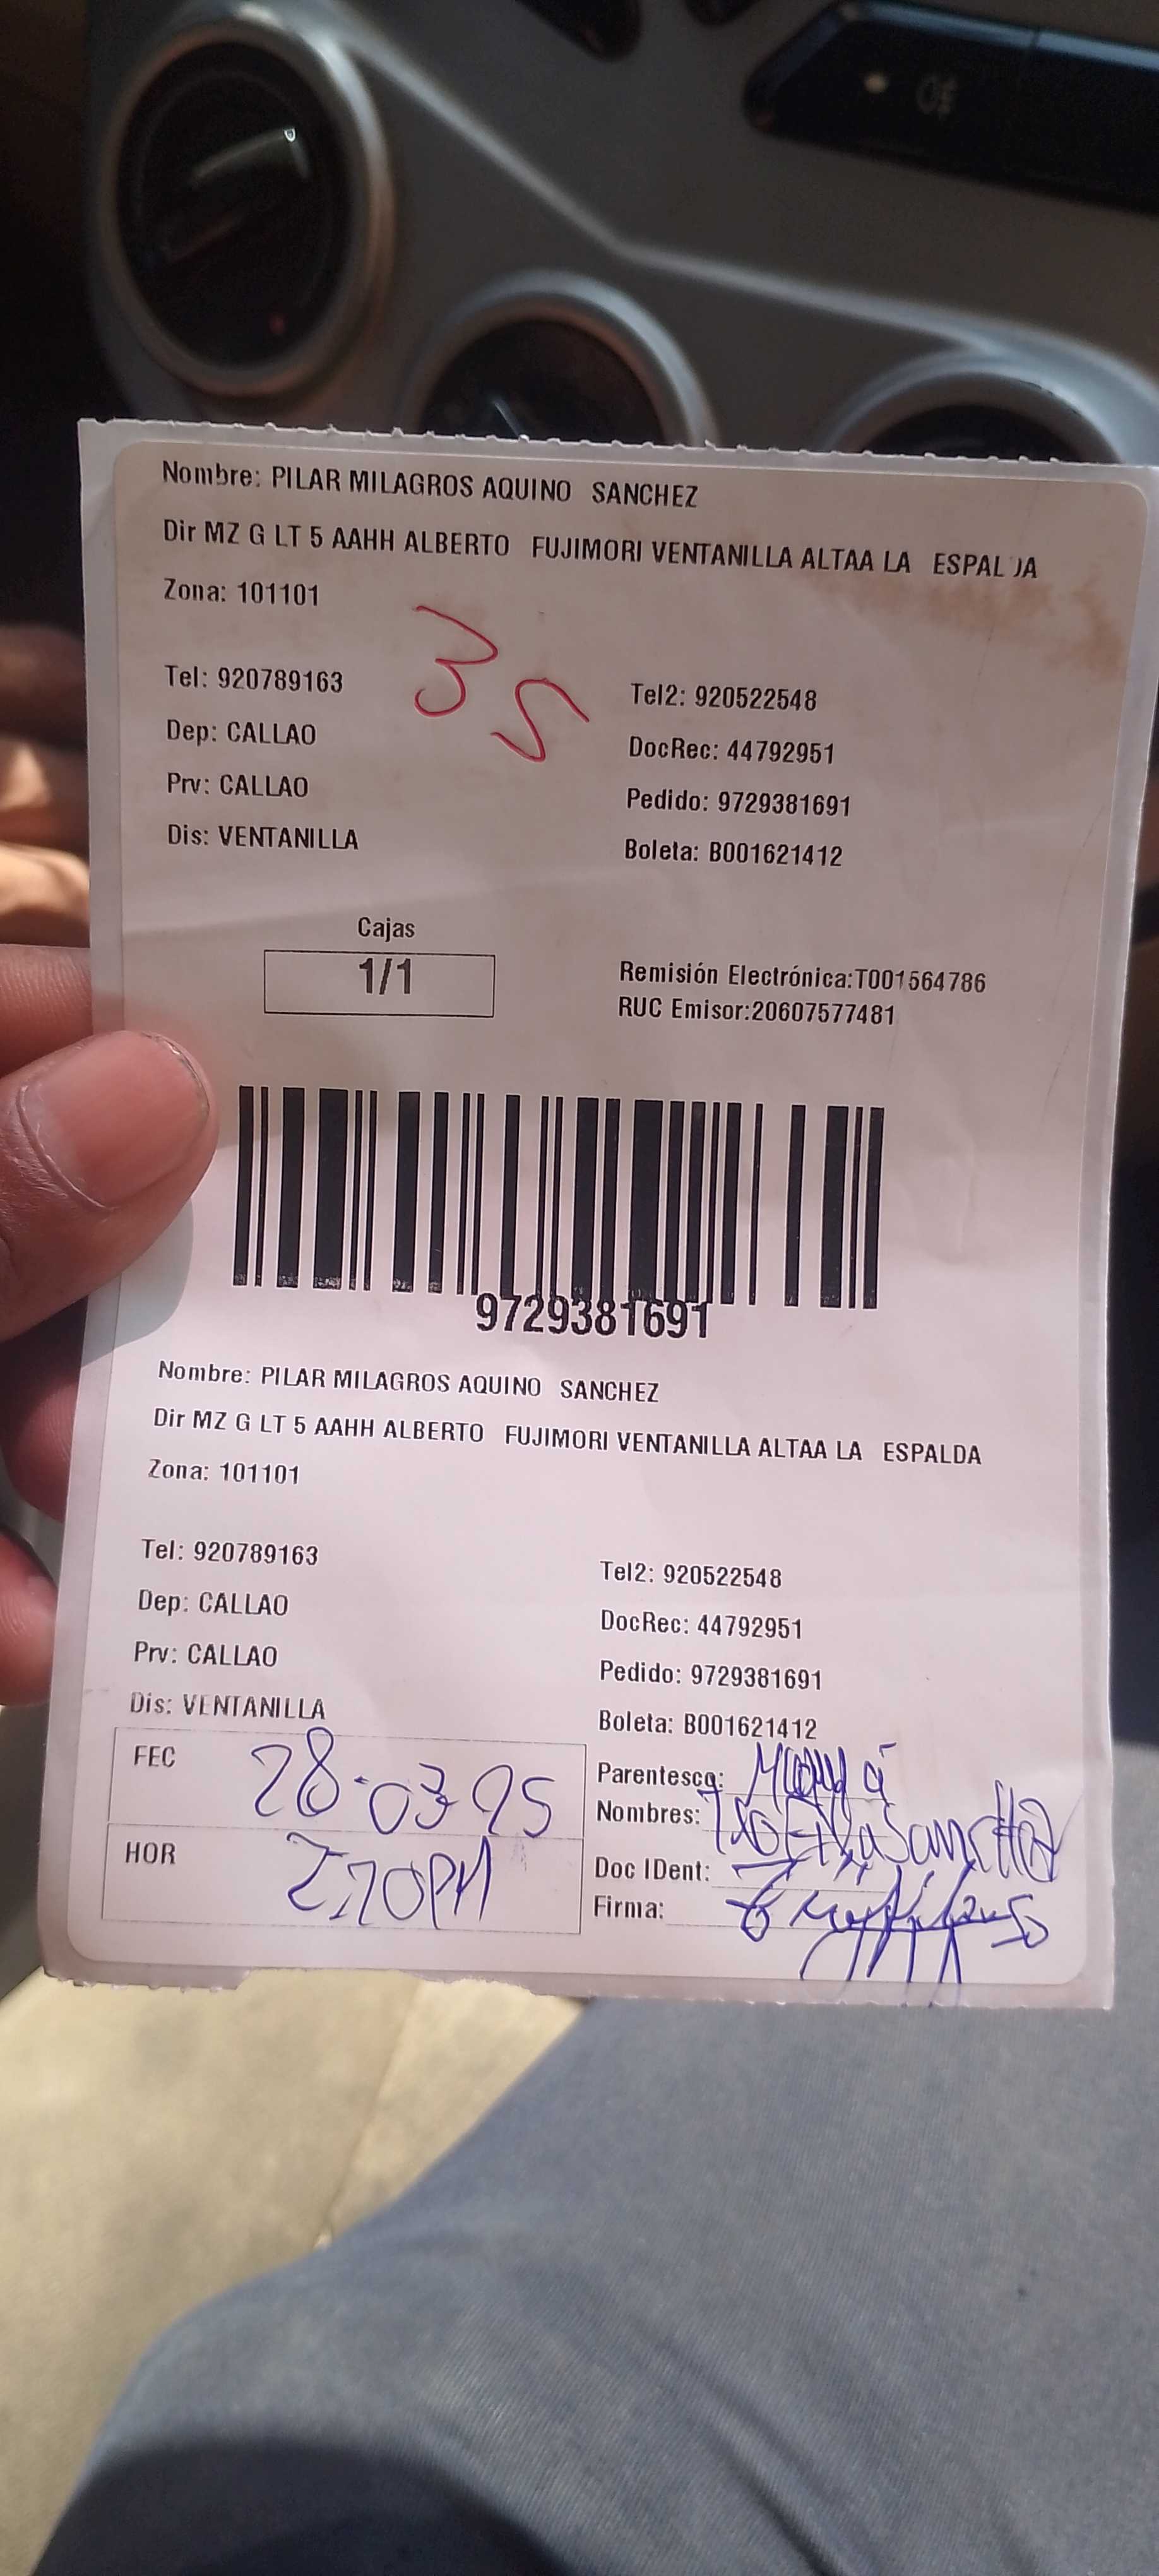 Nombre: PILAR MILAGROS AQUINO SANCHEZ
Dir MZ G LT 5 AAHH ALBERTO FUJIMORI VENTANILLA ALTAA LA ESPALDA
Zona: 101101
35
Tel: 920789163
Tel2: 920522548
Dep: CALLAO
DocRec: 44792951
Prv: CALLAO
Pedido: 9729381691
Dis: VENTANILLA
Boleta: B001621412
Cajas
1/1
Remisión Electrónica:T001564786
RUC Emisor:20607577481
9729381691
Nombre: PILAR MILAGROS AQUINO SANCHEZ
Dir MZ G LT 5 AAHH ALBERTO FUJIMORI VENTANILLA ALTAA LA ESPALDA
Zona: 101101
Tel: 920789163
Tel2: 920522548
Dep: CALLAO
DocRec: 44792951
Prv: CALLAO
Pedido: 9729381691
Dis: VENTANILLA
Boleta: B001621412
FEC 28-03-25
Parentesco:
Nombres:
HOR
Doc IDent:
Firma: